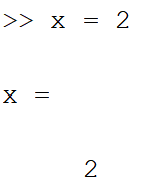 >> x = 2
x =
2